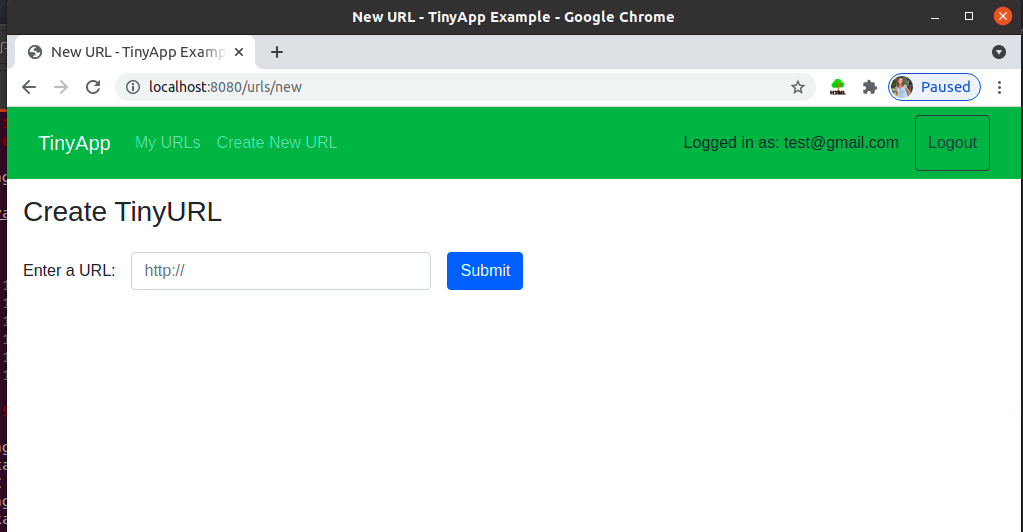 New URL - TinyApp Example - Google Chrome
New URL - TinyApp Examp
localhost:8080/urls/new
HTML
Paused
TinyApp My URLs Create New URL Logged in as: test@gmail.com Logout
Create TinyURL
Enter a URL: http:// Submit